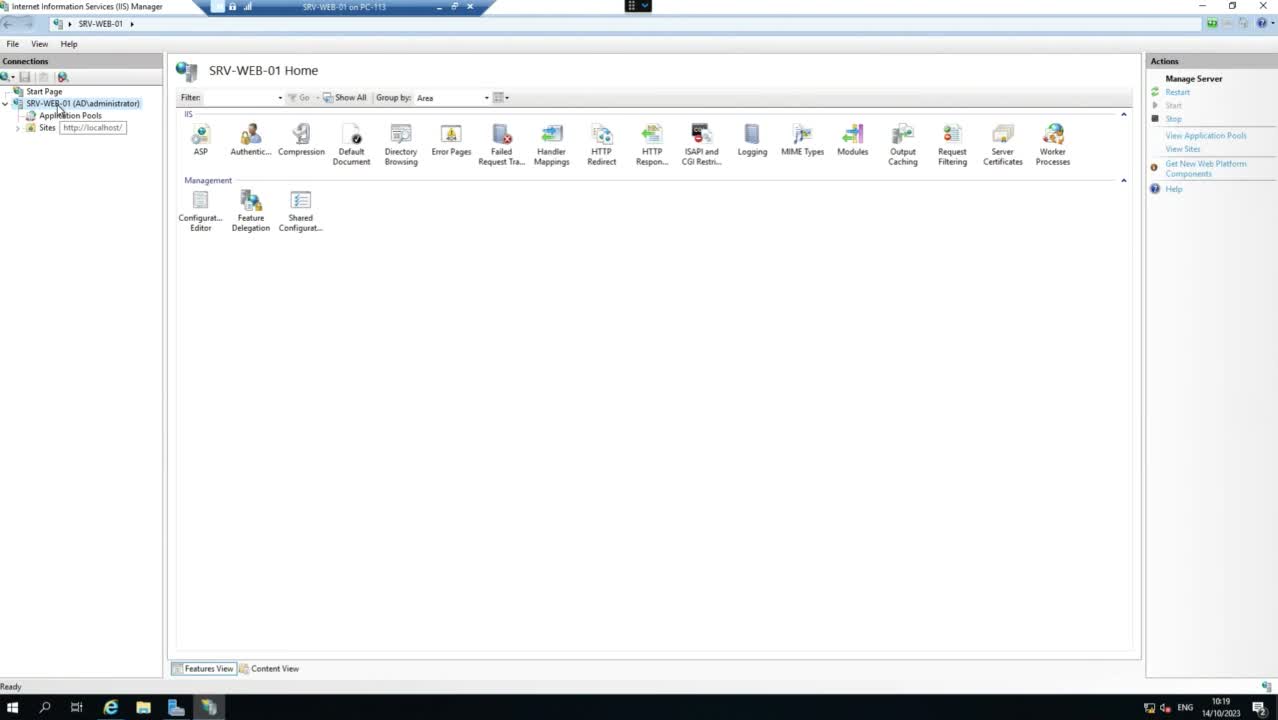 Internet Information Services (IIS) Manager
SRV-WEB-01 on PC-113
SRV-WEB-01
File View Help
Connections
Start Page
SRV-WEB-01 (AD\administrator)
Application Pools
Sites
http://localhost/
SRV-WEB-01 Home
Filter: Go Show All Group by: Area
IIS
ASP
Authentic...
Compression
Default
Document
Directory
Browsing
Error Pages
Failed
Request Tra...
Handler
Mappings
HTTP
Redirect
HTTP
Respon...
ISAPI and
CGI Restri...
Logging
MIME Types
Modules
Output
Caching
Request
Filtering
Server
Certificates
Worker
Processes
Management
Configurat...
Editor
Feature
Delegation
Shared
Configurat...
Features View Content View
Actions
Manage Server
Restart
Start
Stop
View Application Pools
View Sites
Get New Web Platform
Components
Help
Ready
ENG
10:19
14/10/2023
2